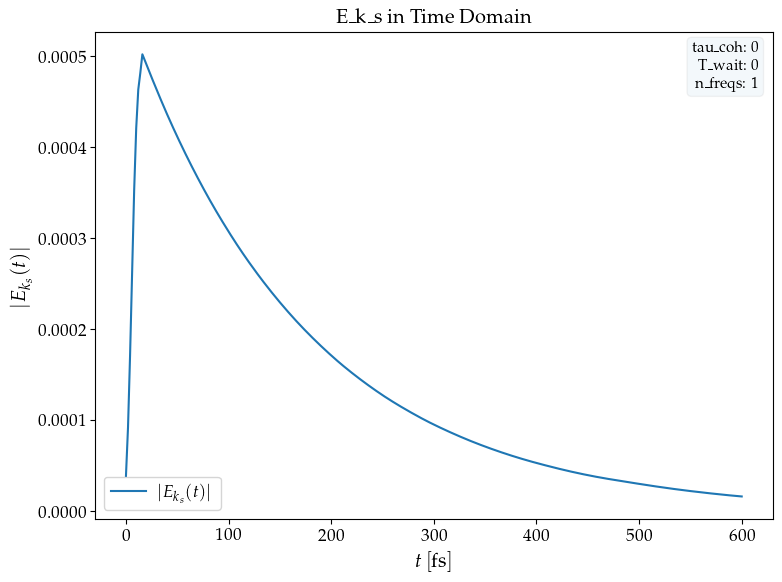 E_k_s in Time Domain
tau_coh: 0
T_wait: 0
n_freqs: 1
|E_{k_s}(t)|
0.0005
0.0004
0.0003
0.0002
0.0001
0.0000
|E_{k_s}(t)|
0 100 200 300 400 500 600
t [fs]